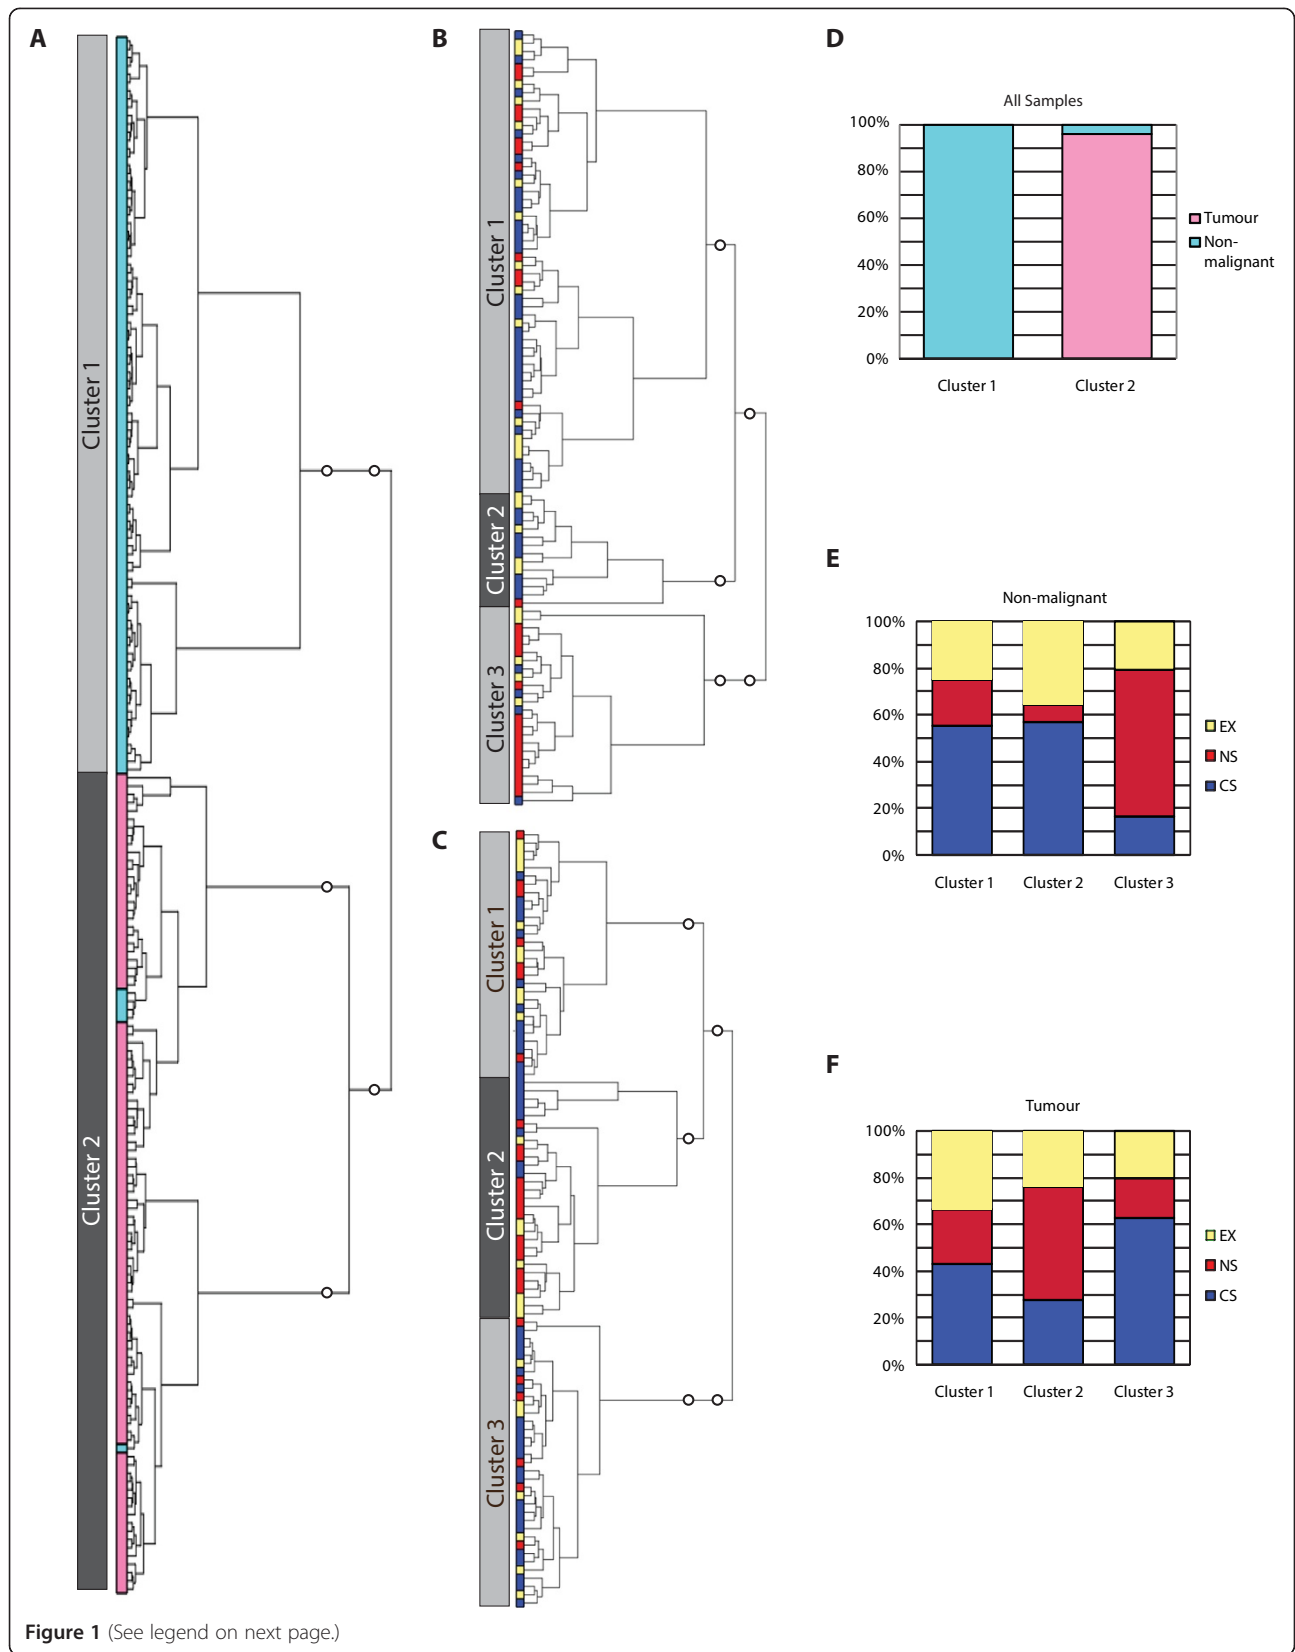 A
Cluster 1
Cluster 2
B
Cluster 1
Cluster 2
Cluster 3
C
Cluster 1
Cluster 2
Cluster 3
D
All Samples
100%
80%
60%
40%
20%
0%
Cluster 1
Cluster 2
Tumour
Non-
malignant
E
Non-malignant
100%
80%
60%
40%
20%
0%
Cluster 1
Cluster 2
Cluster 3
EX
NS
CS
F
Tumour
100%
80%
60%
40%
20%
0%
Cluster 1
Cluster 2
Cluster 3
EX
NS
CS
Figure 1 (See legend on next page.)